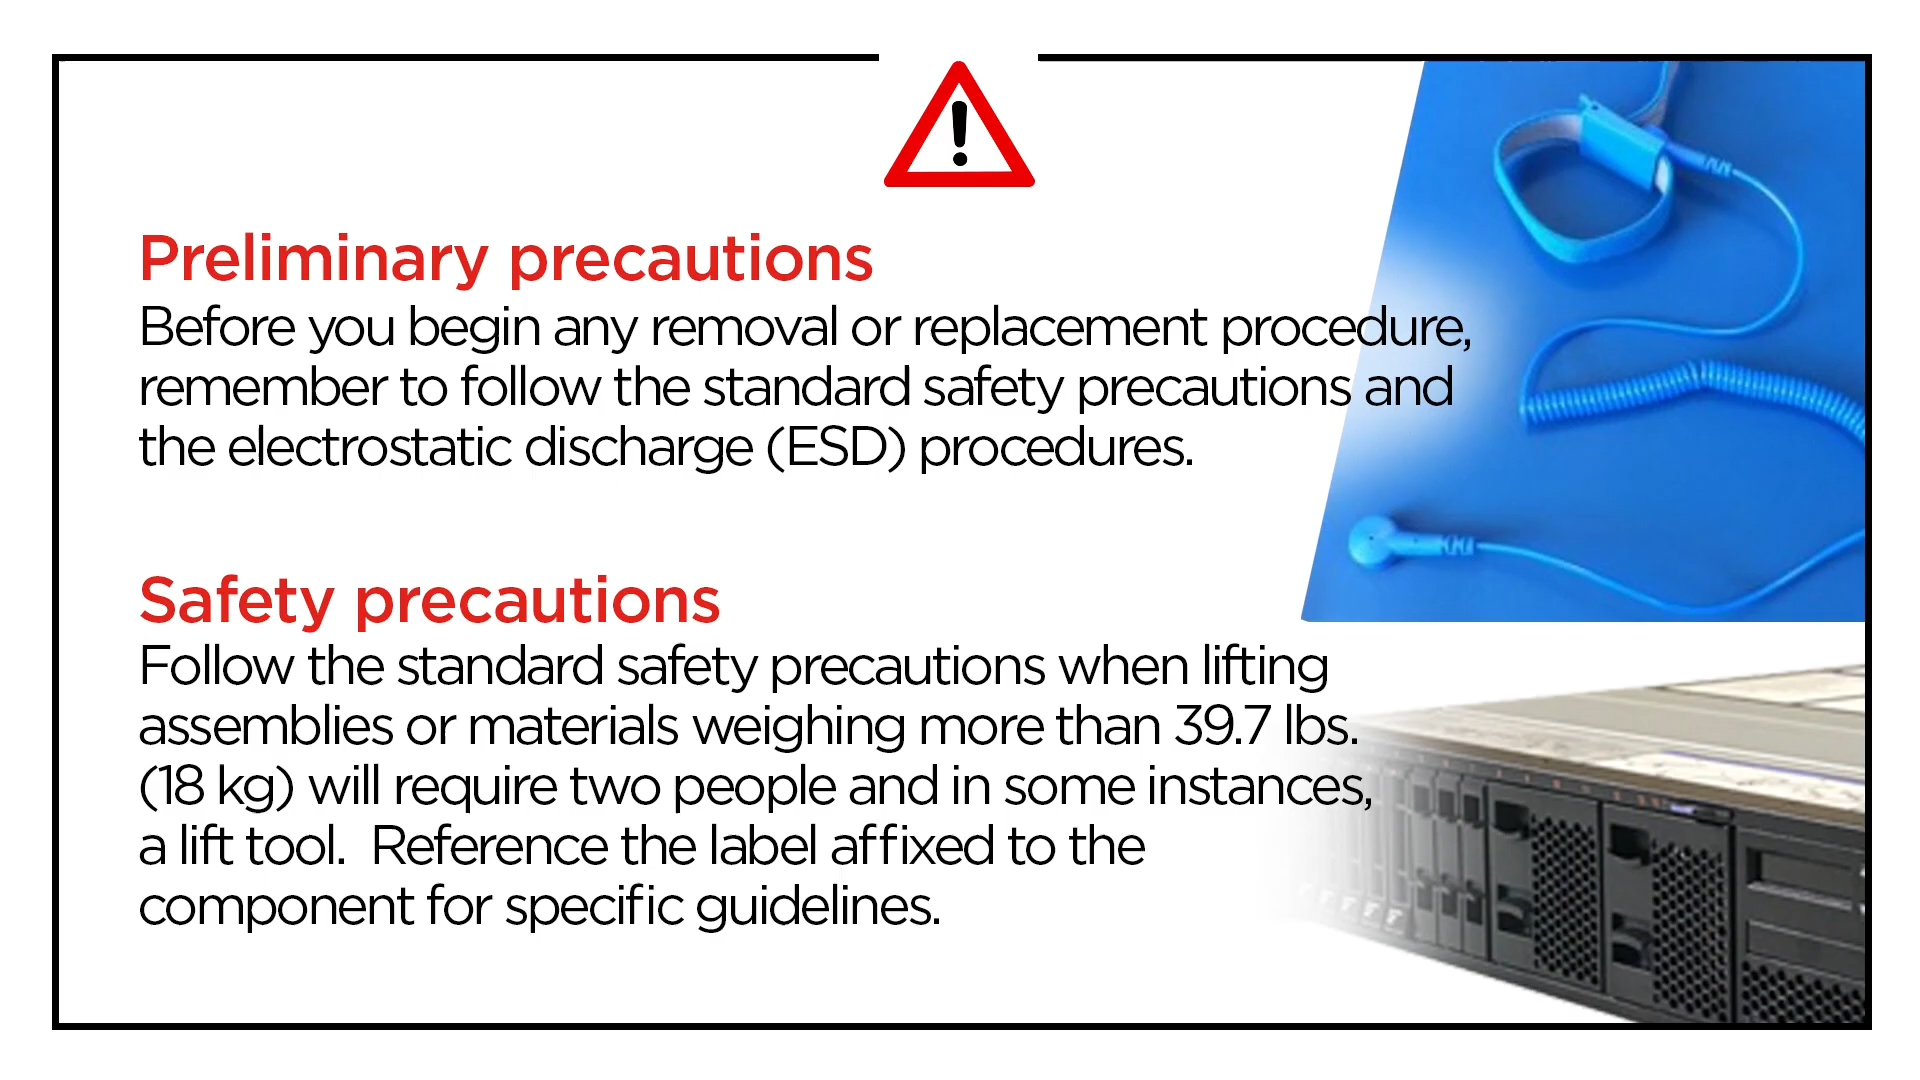 Preliminary precautions
Before you begin any removal or replacement procedure,
remember to follow the standard safety precautions and
the electrostatic discharge (ESD) procedures.
Safety precautions
Follow the standard safety precautions when lifting
assemblies or materials weighing more than 39.7 lbs.
(18 kg) will require two people and in some instances,
a lift tool.  Reference the label affixed to the
component for specific guidelines.